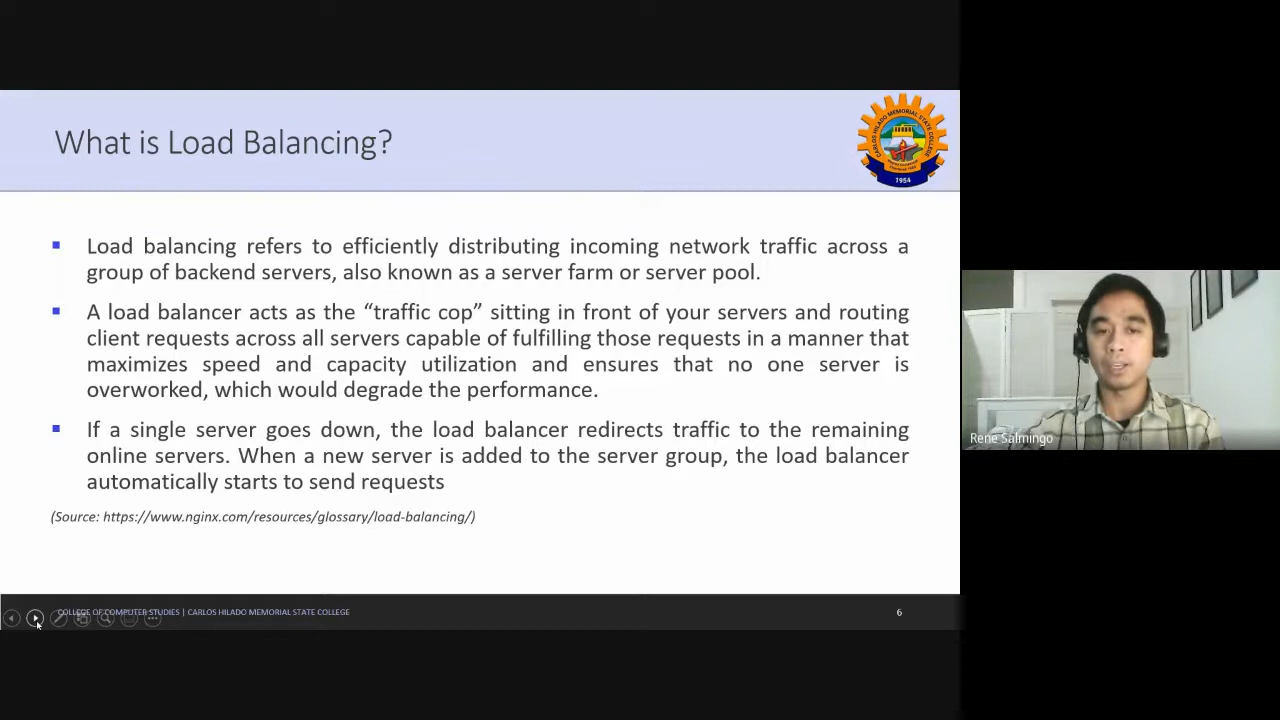 What is Load Balancing?
CARLOS HILADO MEMORIAL STATE COLLEGE
1954
Load balancing refers to efficiently distributing incoming network traffic across a
group of backend servers, also known as a server farm or server pool.
A load balancer acts as the “traffic cop” sitting in front of your servers and routing
client requests across all servers capable of fulfilling those requests in a manner that
maximizes speed and capacity utilization and ensures that no one server is
overworked, which would degrade the performance.
If a single server goes down, the load balancer redirects traffic to the remaining
online servers. When a new server is added to the server group, the load balancer
automatically starts to send requests
(Source: https://www.nginx.com/resources/glossary/load-balancing/)
Rene Salmingo
COLLEGE OF COMPUTER STUDIES | CARLOS HILADO MEMORIAL STATE COLLEGE
6